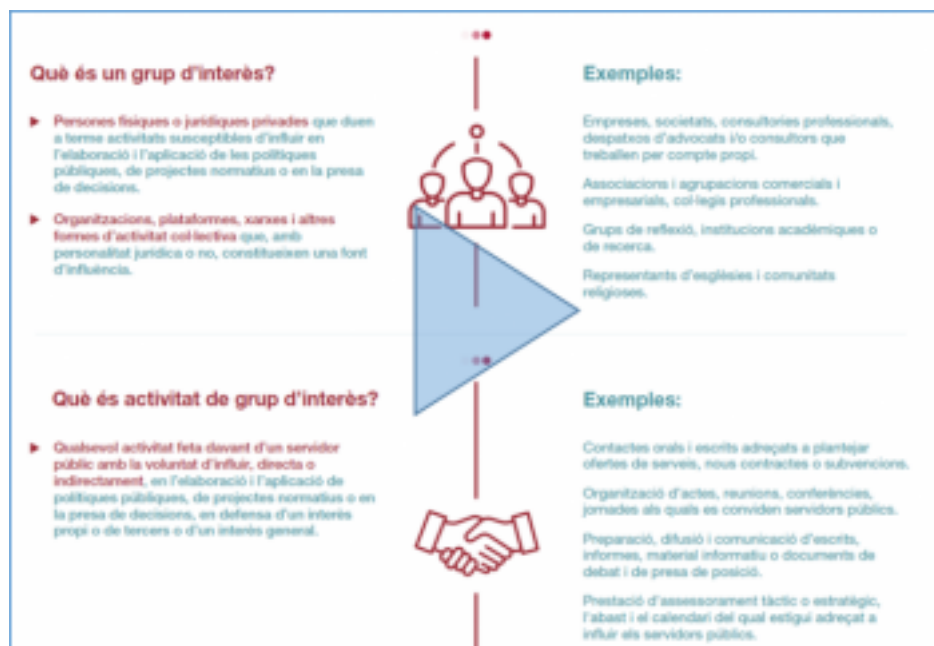 Què és un grup d'interès?
► Persones físiques o jurídiques privades que duen
a terme activitats susceptibles d'influir en
l'elaboració i l'aplicació de les polítiques
públiques, de projectes normatius o en la presa
de decisions.
► Organitzacions, plataformes, xarxes i altres
formes d'activitat col·lectiva que, amb
personalitat jurídica o no, constitueixen una font
d'influència.
Exemples:
Empreses, societats, consultories professionals,
despatxos d'advocats i/o consultors que
treballen per compte propi.
Associacions i agrupacions comercials i
empresarials, col·legis professionals.
Grups de reflexió, institucions acadèmiques o
de recerca.
Representants d'esglésies i comunitats
religioses.
Què és activitat de grup d'interès?
► Qualsevol activitat feta davant d'un servidor
públic amb la voluntat d'influir, directa o
indirectament, en l'elaboració i l'aplicació de
polítiques públiques, de projectes normatius o en
la presa de decisions, en defensa d'un interès
propi o de tercers o d'un interès general.
Exemples:
Contactes orals i escrits adreçats a plantejar
ofertes de serveis, nous contractes o subvencions.
Organització d'actes, reunions, conferències,
jornades als quals es conviden servidors públics.
Preparació, difusió i comunicació d'escrits,
informes, material informatiu o documents de
debat i de presa de posició.
Prestació d'assessorament tàctic o estratègic,
l'abast i el calendari del qual estigui adreçat a
influir els servidors públics.